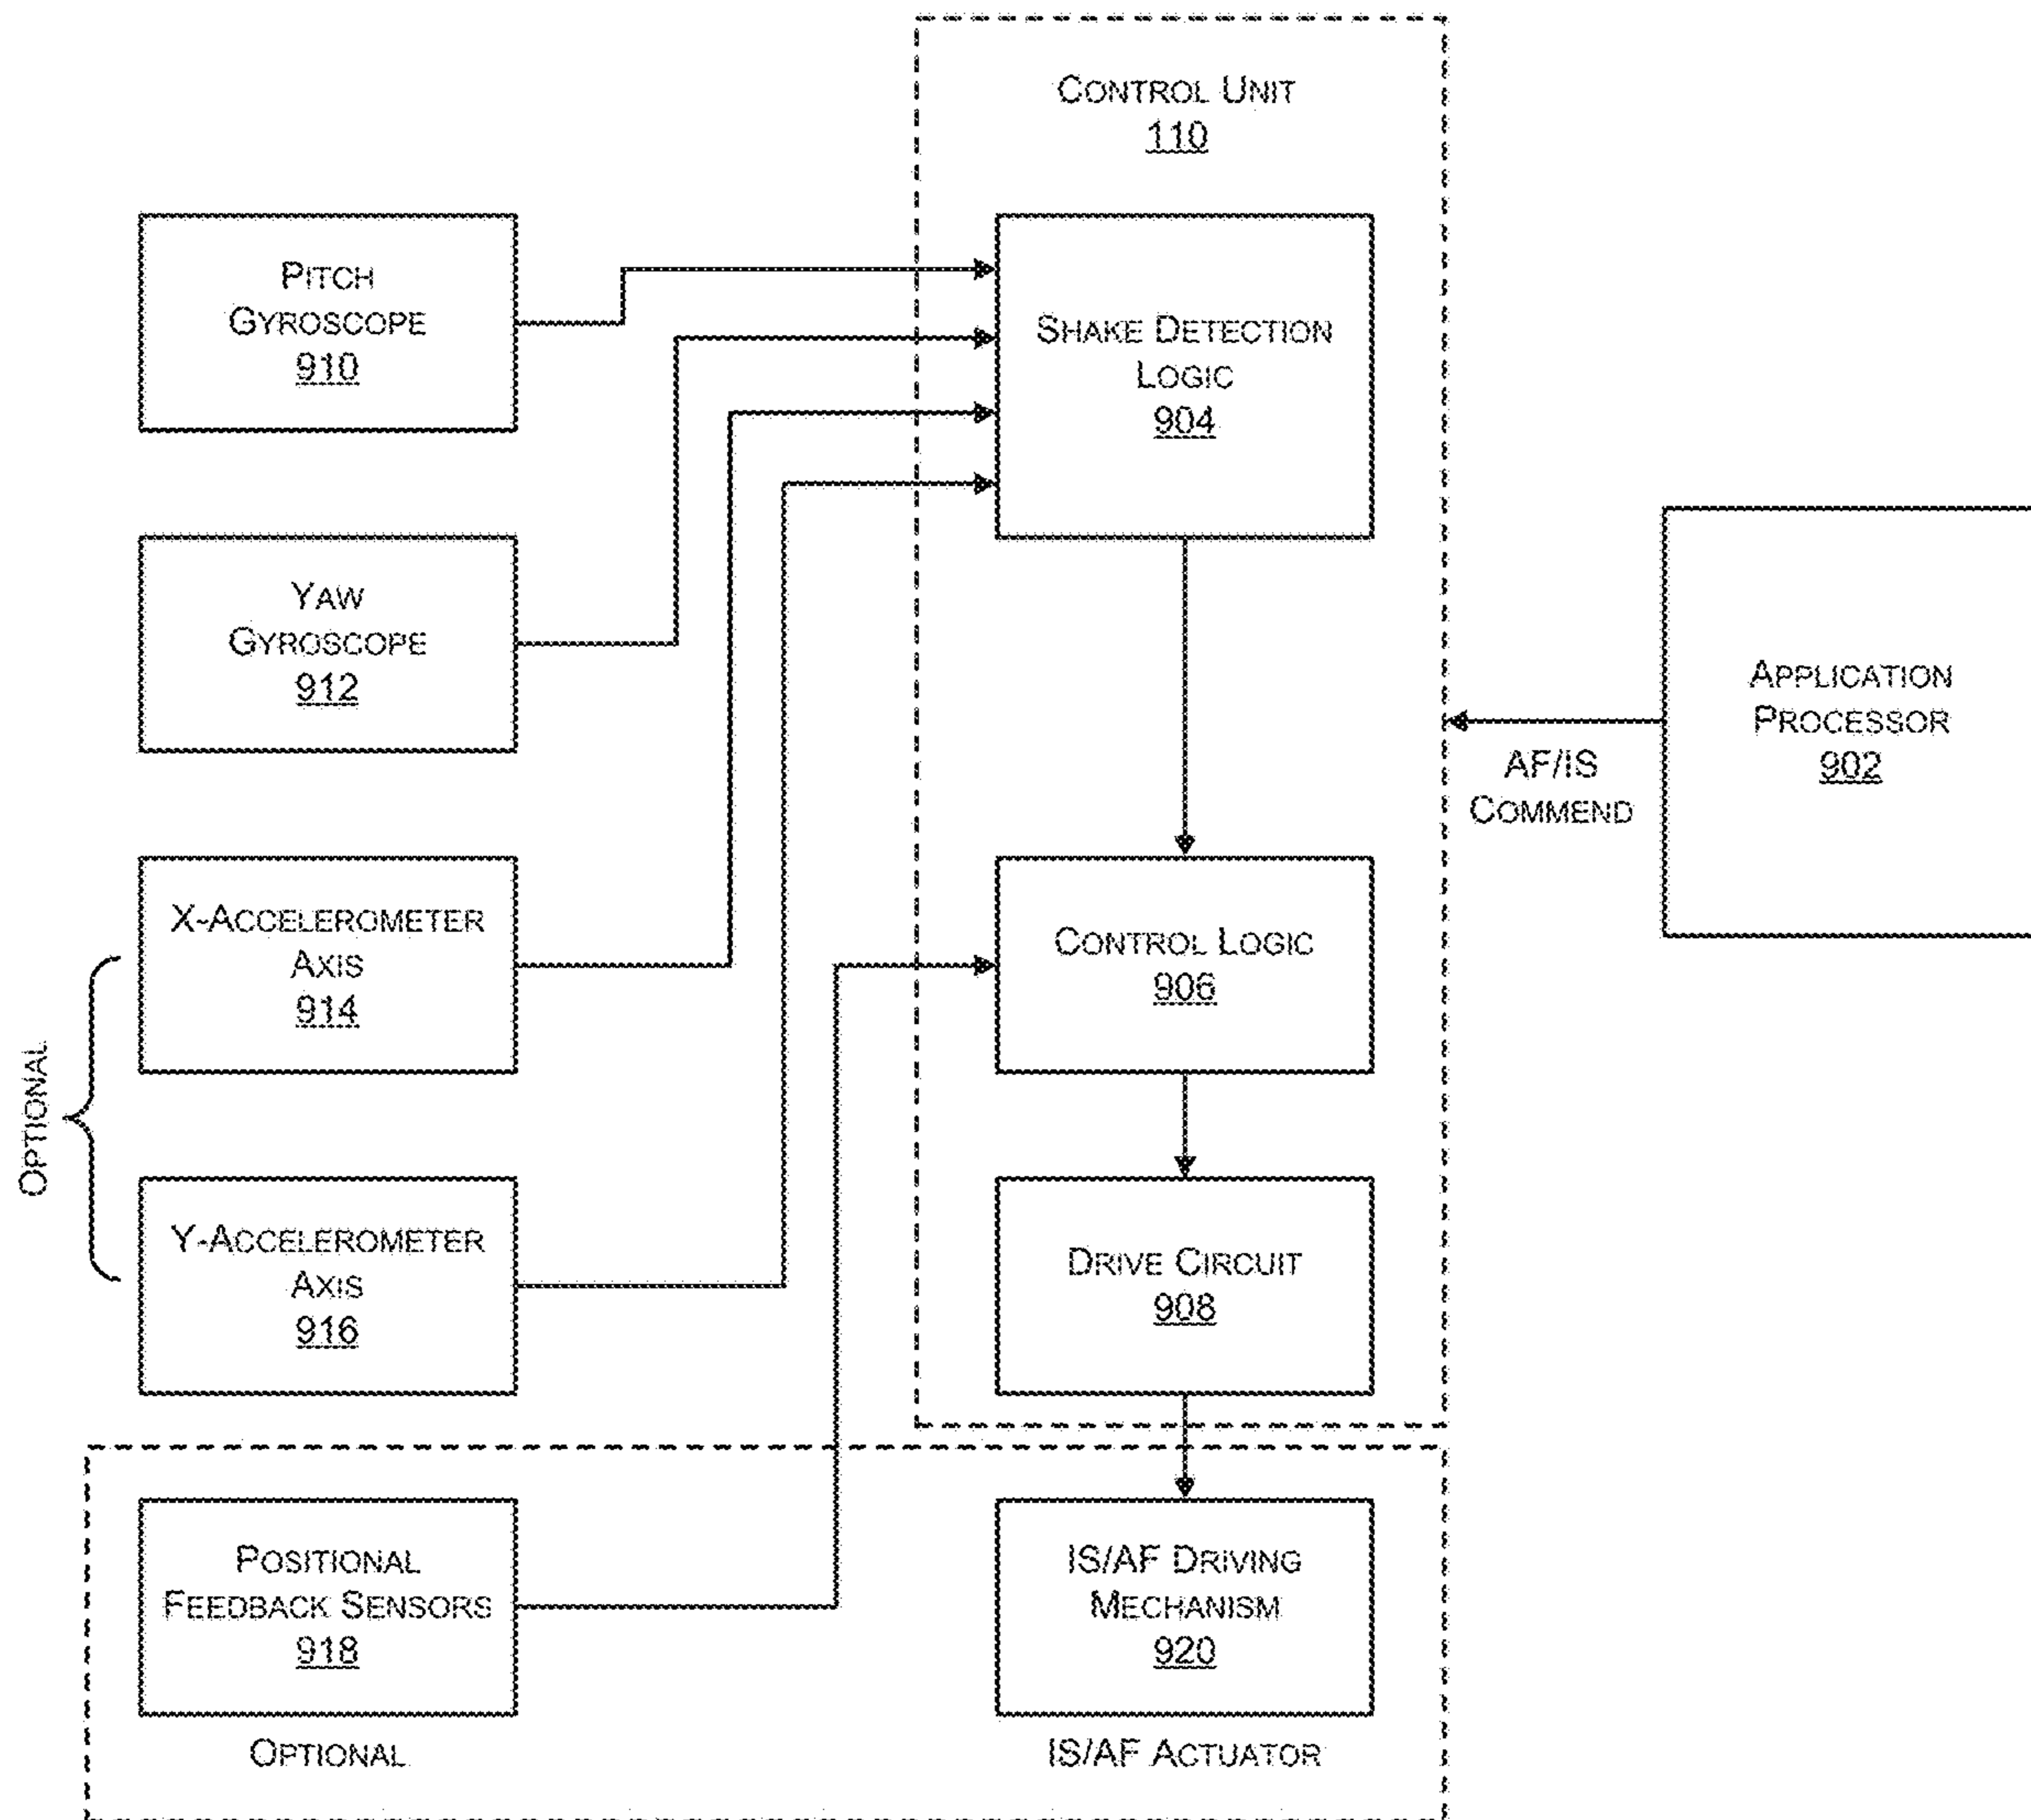 CONTROL UNIT
110
PITCH
GYROSCOPE
910
SHAKE DETECTION
LOGIC
904
YAW
GYROSCOPE
912
APPLICATION
PROCESSOR
902
AF/IS
COMMEND
X-ACCELEROMETER
AXIS
914
CONTROL LOGIC
906
OPTIONAL
Y-ACCELEROMETER
AXIS
916
DRIVE CIRCUIT
908
POSITIONAL
FEEDBACK SENSORS
918
IS/AF DRIVING
MECHANISM
920
OPTIONAL
IS/AF ACTUATOR